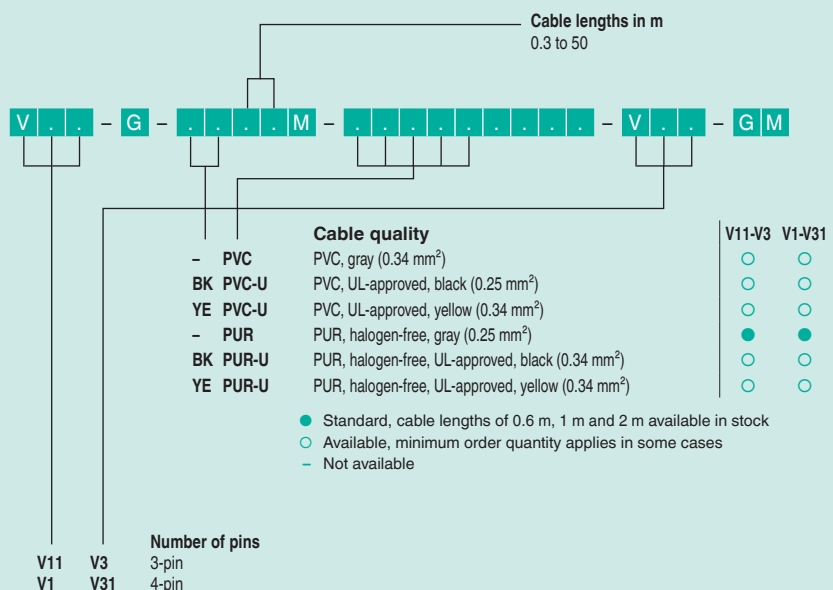 Cable lengths in m
0.3 to 50
V . . – G – . . . . M – . . . . . . . . . – V . . – G M
Cable quality V11-V3 V1-V31
– PVC PVC, gray (0.34 mm²) ○ ○
BK PVC-U PVC, UL-approved, black (0.25 mm²) ○ ○
YE PVC-U PVC, UL-approved, yellow (0.34 mm²) ○ ○
– PUR PUR, halogen-free, gray (0.25 mm²) ● ●
BK PUR-U PUR, halogen-free, UL-approved, black (0.34 mm²) ○ ○
YE PUR-U PUR, halogen-free, UL-approved, yellow (0.34 mm²) ○ ○
● Standard, cable lengths of 0.6 m, 1 m and 2 m available in stock
○ Available, minimum order quantity applies in some cases
– Not available
Number of pins
V11 V3 3-pin
V1 V31 4-pin